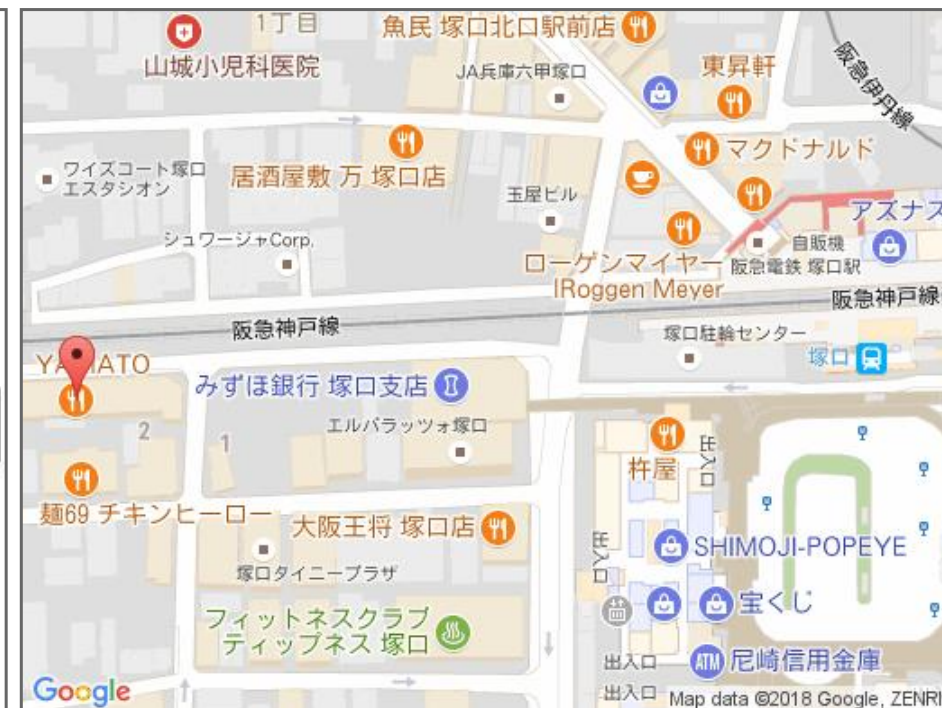 1丁目
魚民 塚口北口駅前店
山城小児科医院
JA兵庫六甲塚口
東昇軒
阪急伊丹線
マクドナルド
ワイズコート塚口
エスタシオン
居酒屋敷 万 塚口店
玉屋ビル
アズナス
シュワージャCorp.
自販機
ローゲンマイヤー
lRoggen Meyer
阪急電鉄 塚口駅
阪急神戸線
阪急神戸線
塚口駐輪センター
塚口
YAMATO
みずほ銀行 塚口支店
エルパラッツォ塚口
2
1
杵屋
出入口
麺69 チキンヒーロー
大阪王将 塚口店
出入口
SHIMOJI-POPEYE
塚口タイニープラザ
宝くじ
フィットネスクラブ
ティップネス 塚口
出入口
ATM
尼崎信用金庫
Google
出入口
Map data ©2018 Google, ZENRI